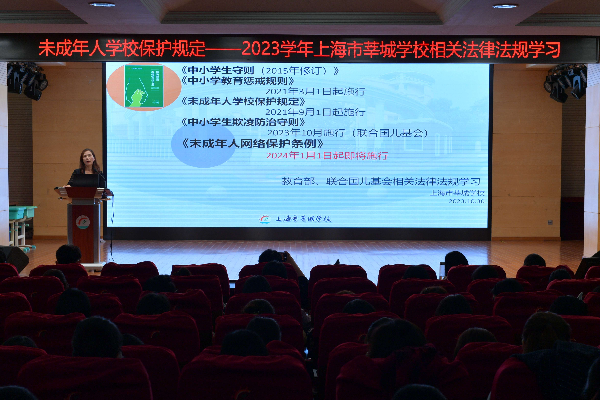 未成年人学校保护规定——2023学年上海市莘城学校相关法律法规学习
《中小学生守则(2015年修订)》
《中小学教育惩戒规则》
2021年3月1日起施行
《未成年人学校保护规定》
2021年9月1日起施行
《中小学生欺凌防治守则》
2023年10月施行(联合国儿基会)
《未成年人网络保护条例》
2024年1月1日起即将施行
教育部、联合国儿基会相关法律法规学习
上海市莘城学校
上海市莘城学校